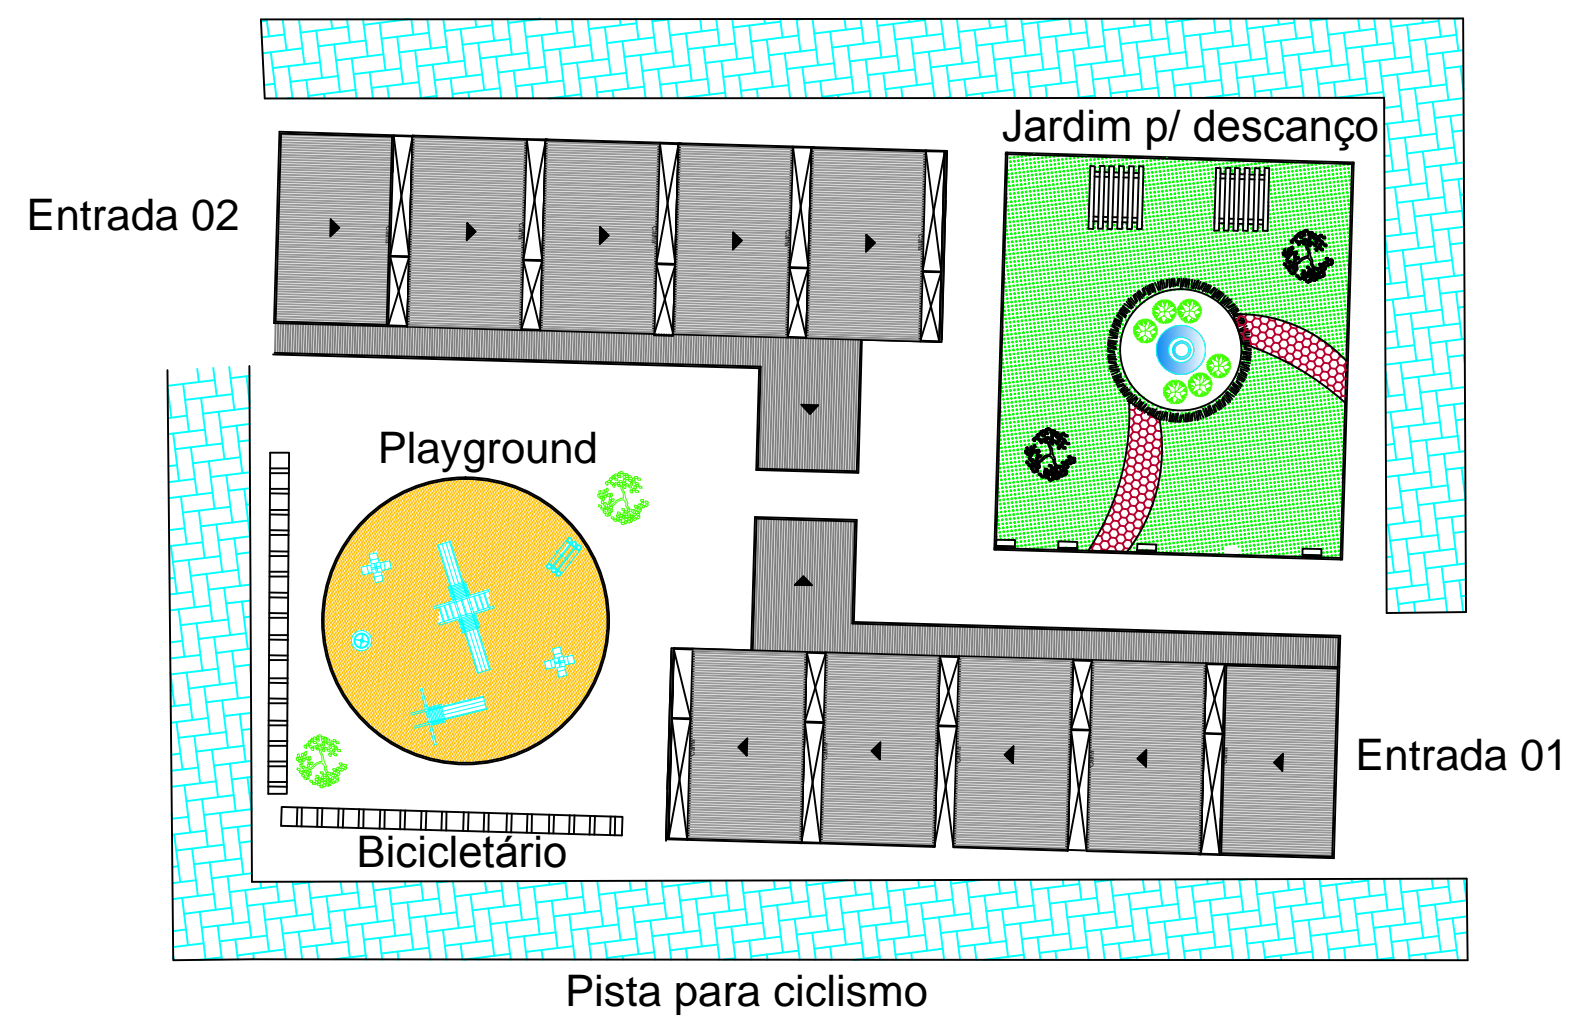 Jardim p/ descanço
Entrada 02
Playground
Entrada 01
Bicicletário
Pista para ciclismo